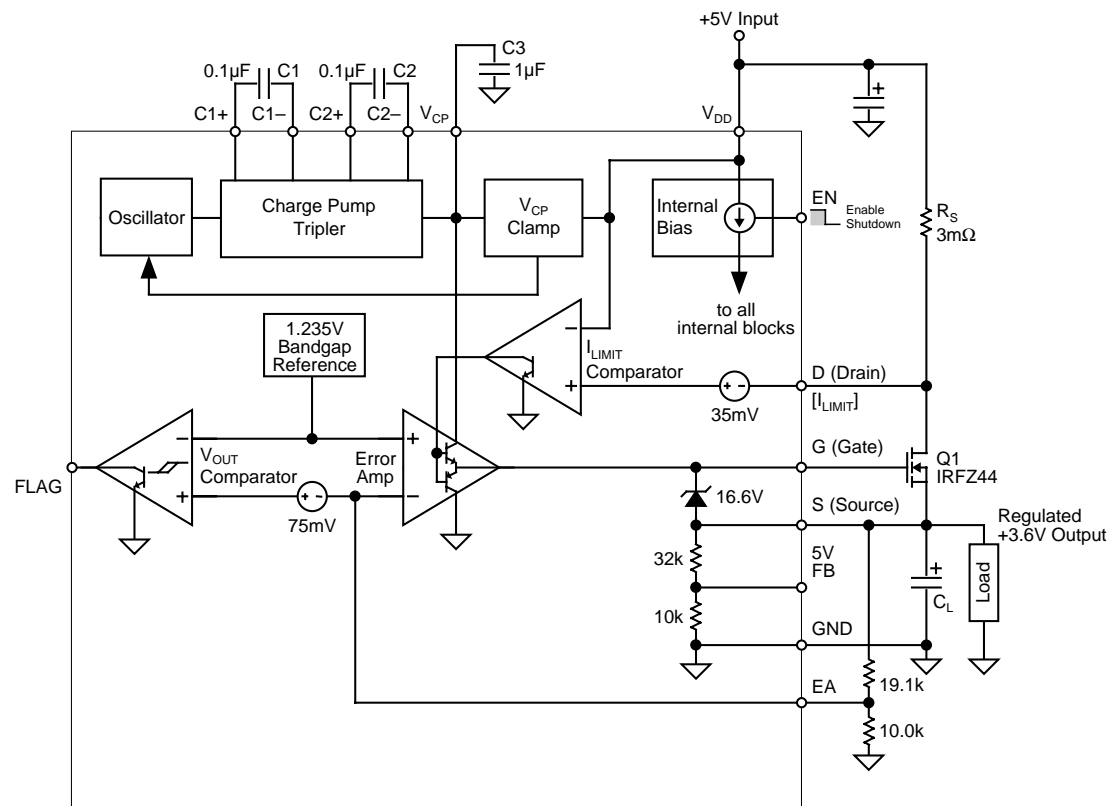 +5V Input
C3
1µF
0.1µF
C1
0.1µF
C2
C1+
C1–
C2+
C2–
VCP
VDD
Oscillator
Charge Pump
Tripler
VCP
Clamp
Internal
Bias
EN
Enable
Shutdown
RS
3mΩ
to all
internal blocks
1.235V
Bandgap
Reference
–
ILIMIT
Comparator
+
+ -
35mV
D (Drain)
[ILIMIT]
–
VOUT
Comparator
+
FLAG
+ -
75mV
Error
Amp
+
–
G (Gate)
Q1
IRFZ44
16.6V
S (Source)
Regulated
+3.6V Output
32k
5V
FB
10k
+
CL
Load
GND
19.1k
EA
10.0k
+